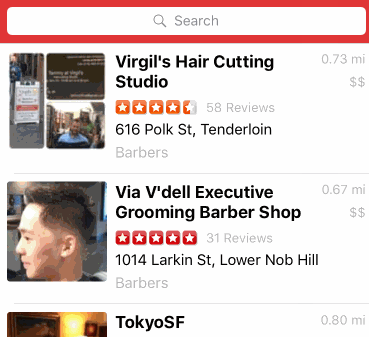 Search
Virgil's Hair Cutting 0.73 mi
Studio $$
58 Reviews
616 Polk St, Tenderloin
Barbers
Via V'dell Executive 0.67 mi
Grooming Barber Shop $$
31 Reviews
1014 Larkin St, Lower Nob Hill
Barbers
TokyoSF 0.80 mi